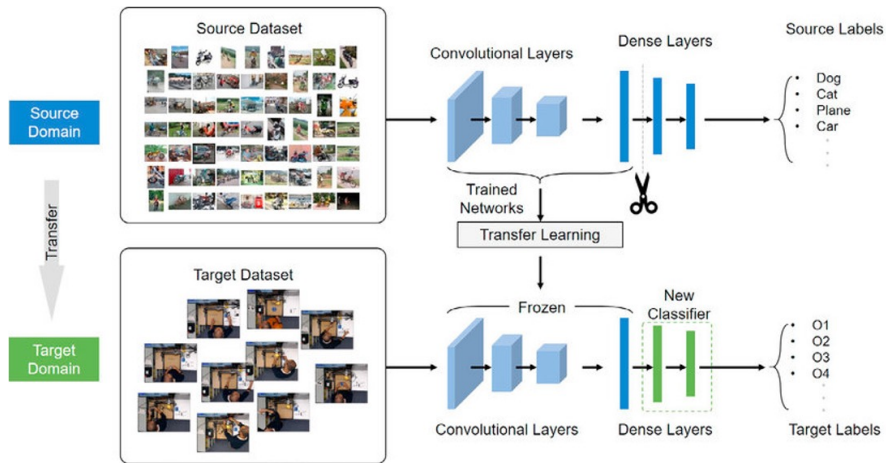 Source Dataset
Convolutional Layers
Dense Layers
Source Labels
Source
Domain
• Dog
• Cat
• Plane
• Car
Transfer
Trained
Networks
Transfer Learning
Target Dataset
Frozen
New
Classifier
Target
Domain
• O1
• O2
• O3
• O4
Convolutional Layers
Dense Layers
Target Labels